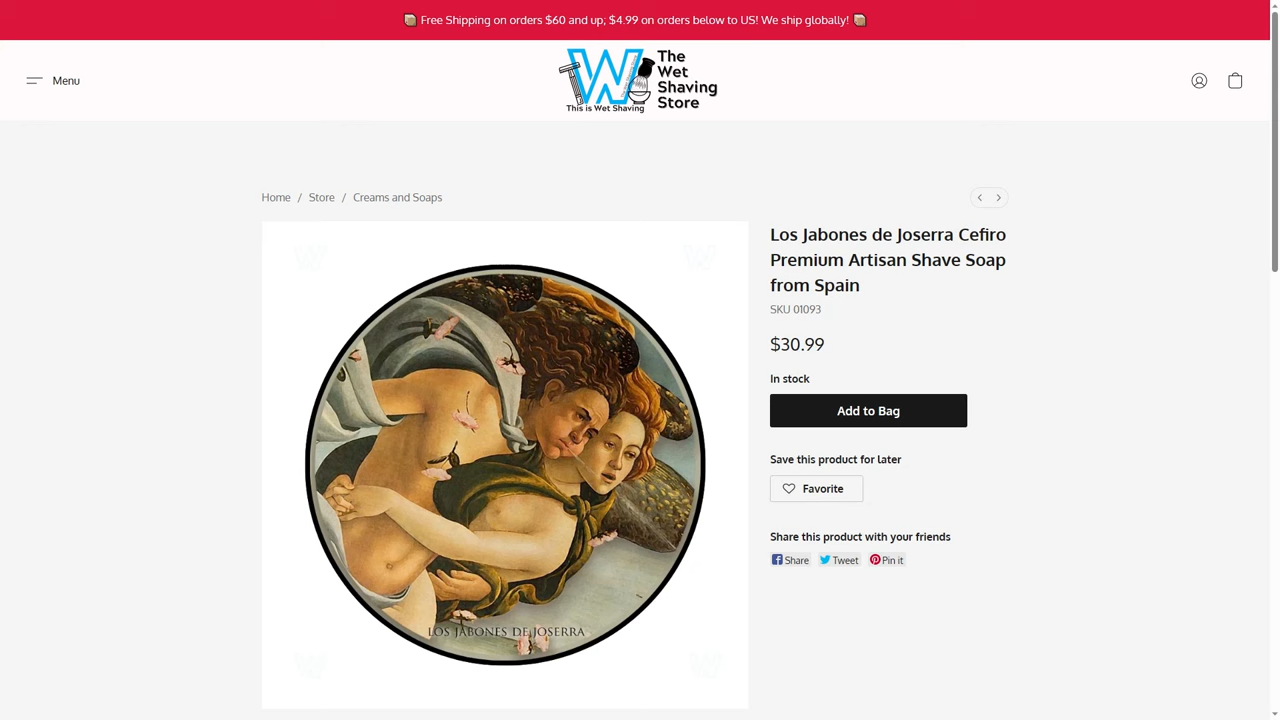 Free Shipping on orders $60 and up; $4.99 on orders below to US! We ship globally!
Menu
The
Wet
Shaving
Store
This is Wet Shaving
Home / Store / Creams and Soaps
Los Jabones de Joserra Cefiro
Premium Artisan Shave Soap
from Spain
SKU 01093
$30.99
In stock
Add to Bag
Save this product for later
Favorite
Share this product with your friends
Share Tweet Pin it
LOS JABONES DE JOSERRA